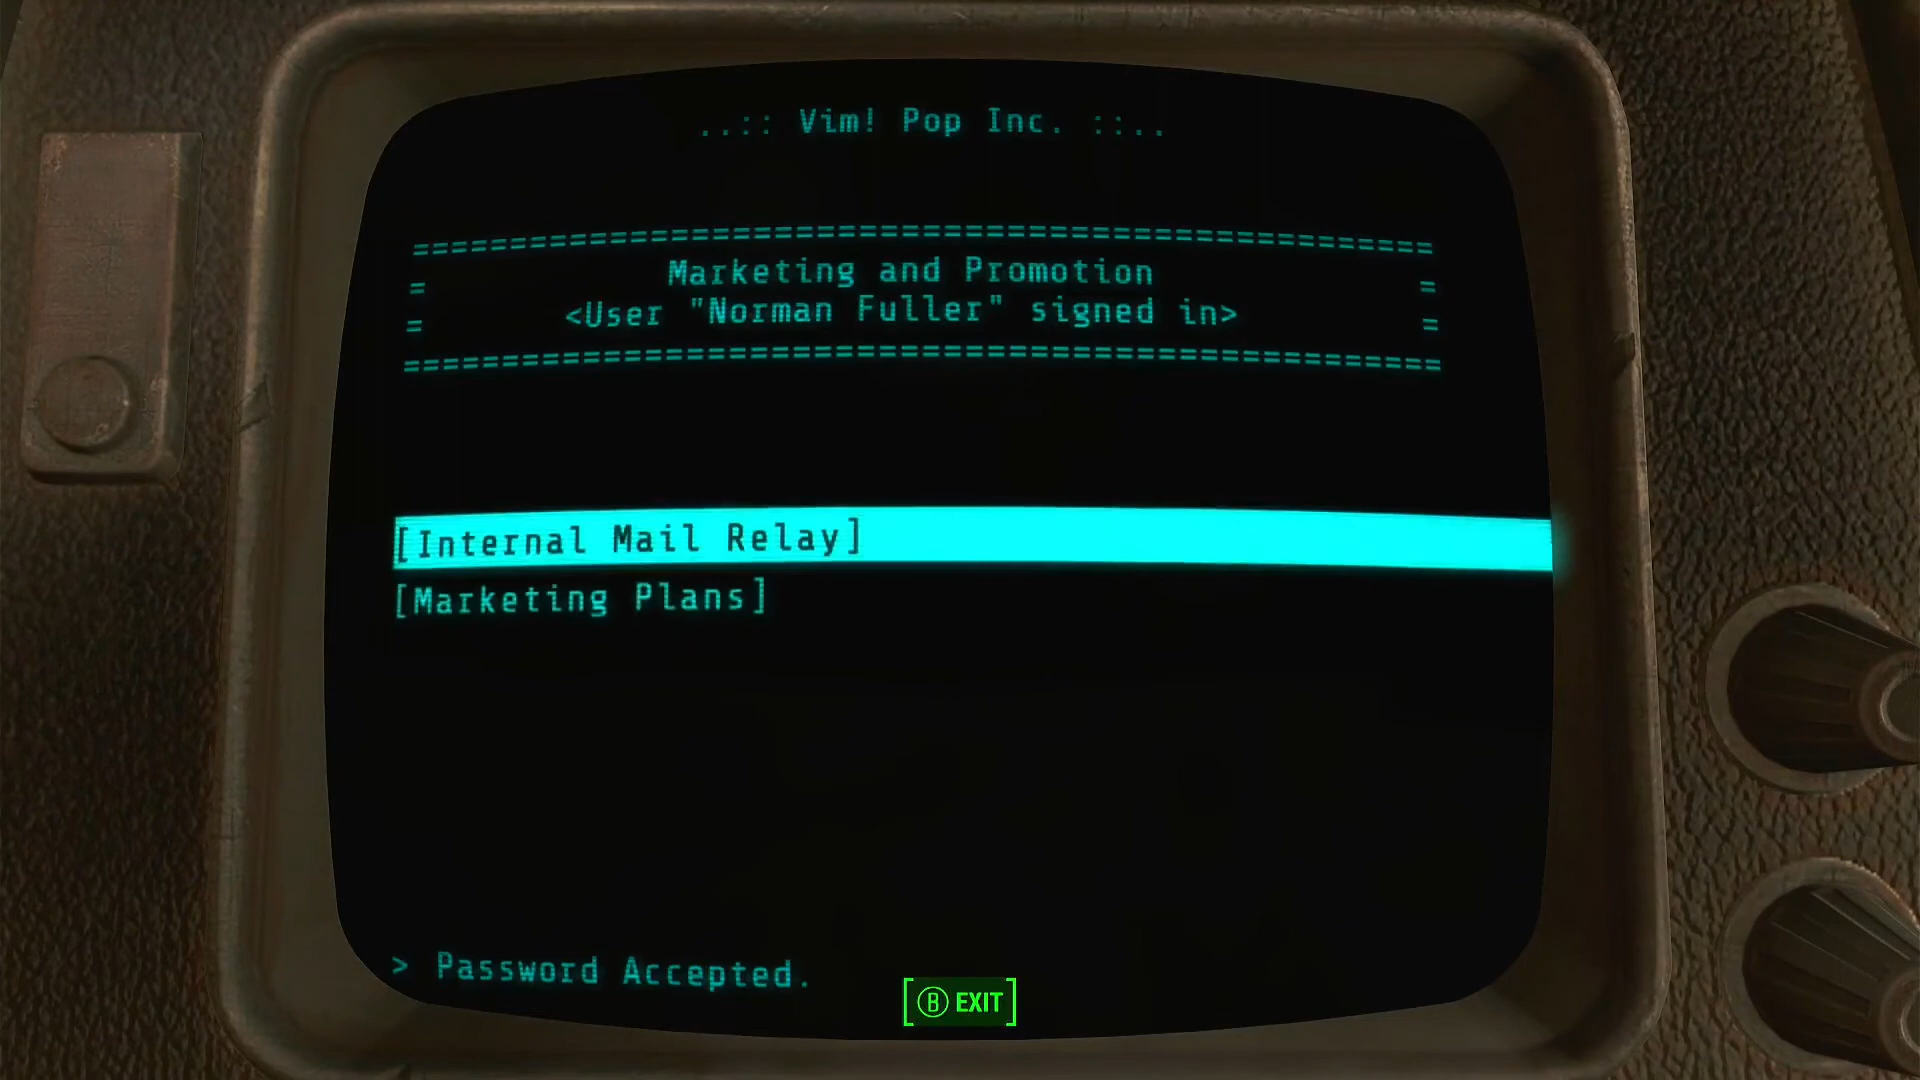 ..:: Vim! Pop Inc. ::..
===================================================
= Marketing and Promotion =
= <User "Norman Fuller" signed in> =
===================================================
[Internal Mail Relay]
[Marketing Plans]
> Password Accepted.
B EXIT